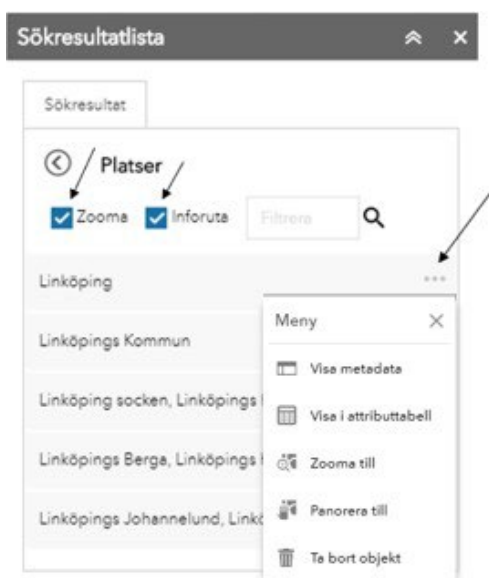 Sökresultatlista
Sökresultat
Platser
Zooma Inforuta Filtrera
Linköping
Linköpings Kommun
Linköping socken, Linköpings
Linköpings Berga, Linköpings
Linköpings Johannelund, Linkö
Meny
Visa metadata
Visa i attributtabell
Zooma till
Panorera till
Ta bort objekt